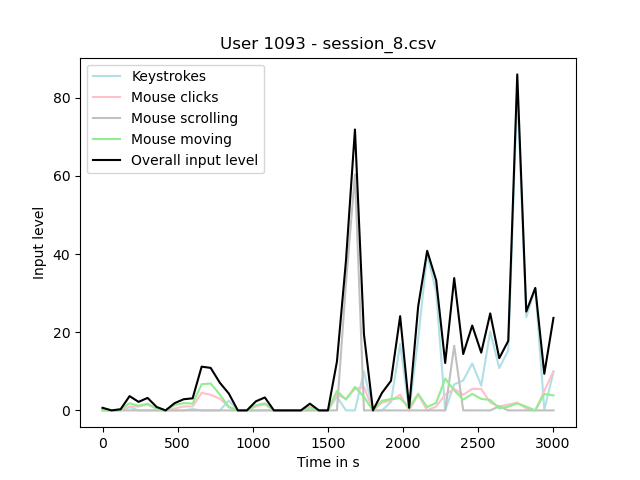 User 1093 - session_8.csv
Keystrokes
Mouse clicks
Mouse scrolling
Mouse moving
Overall input level
80
60
40
20
0
Input level
0 500 1000 1500 2000 2500 3000
Time in s